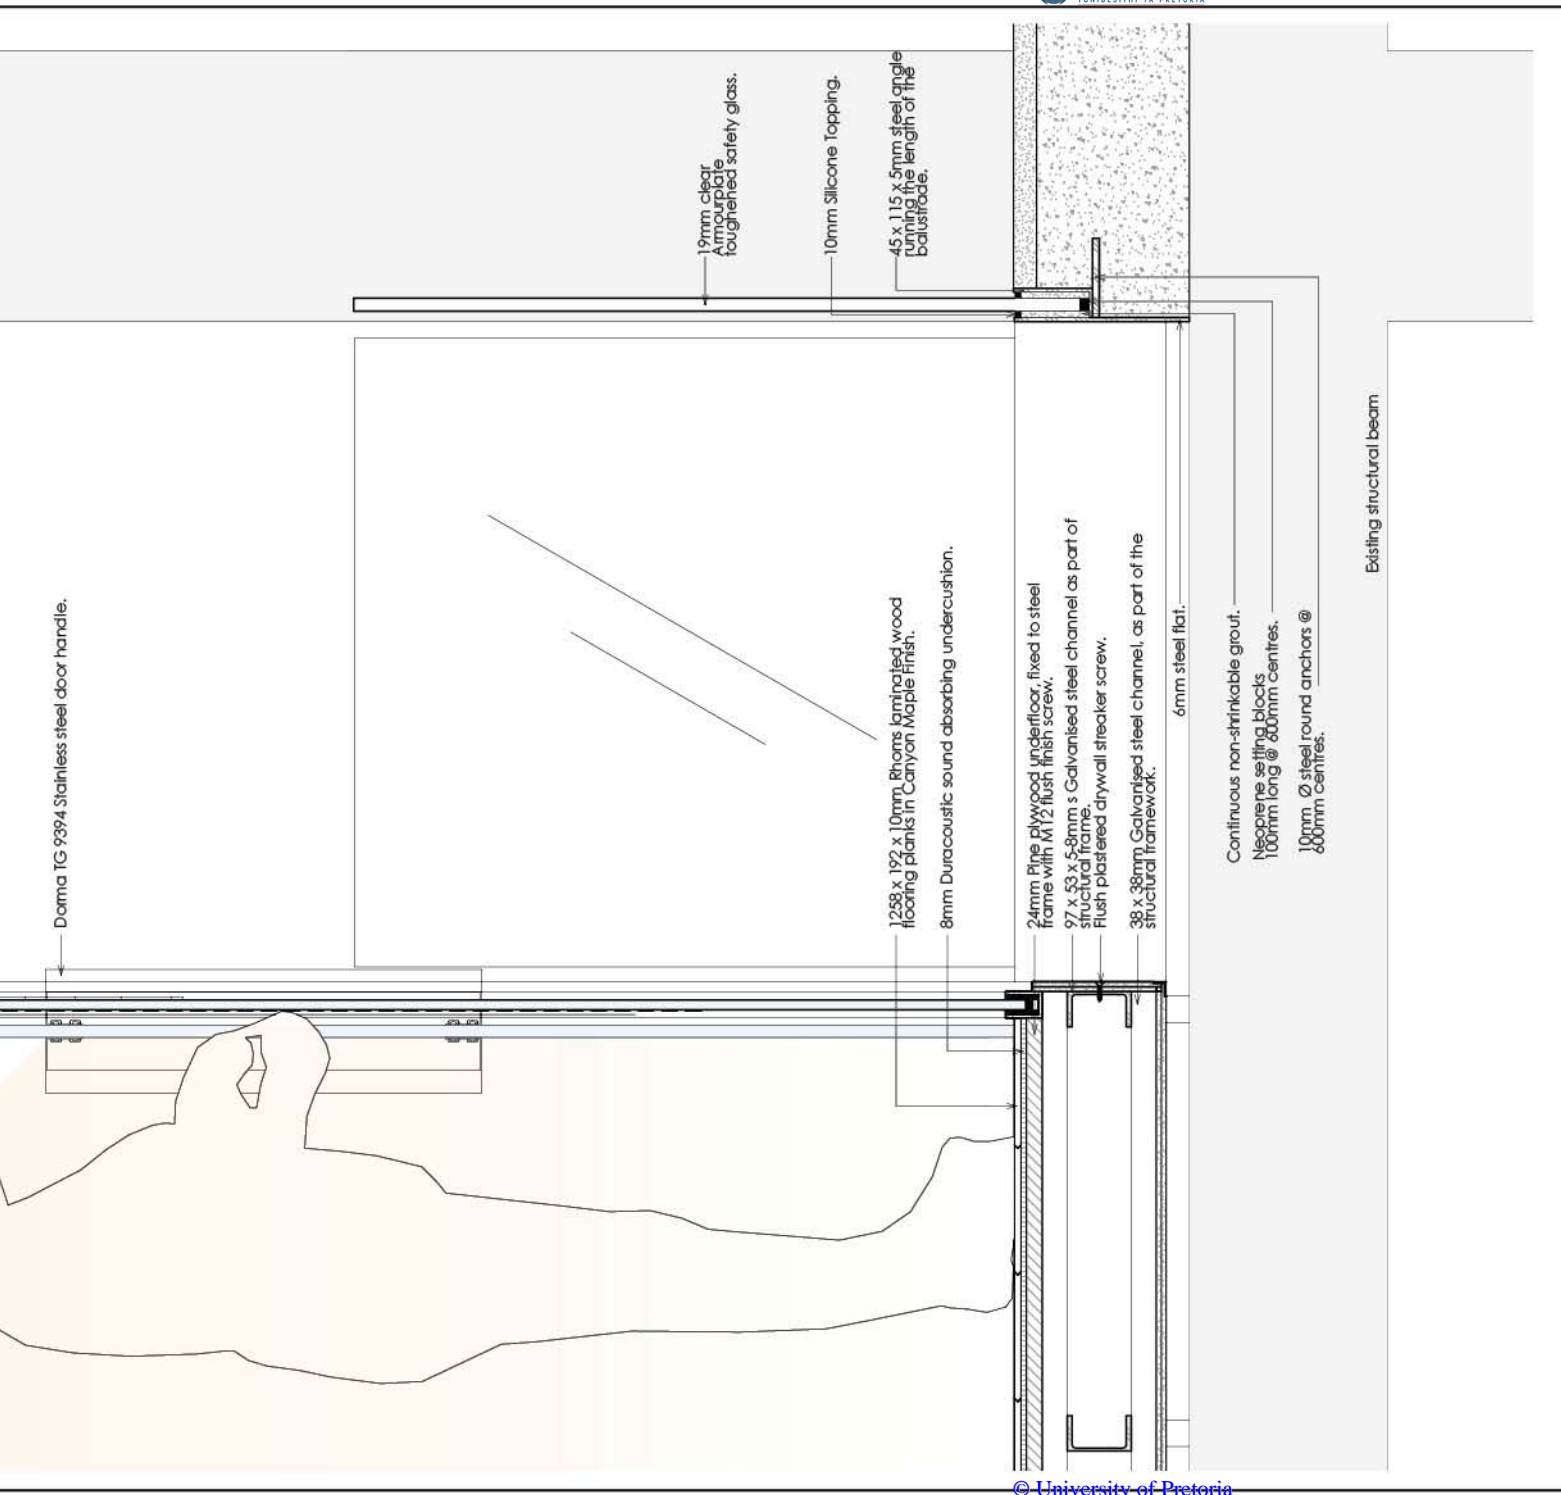 YUNIBESITHI YA PRETORIA
19mm clear
Armourplate
toughened safety glass.
10mm Silicone Topping.
45 x 115 x 5mm steel angle
running the length of the
balustrade.
Dorma TG 9394 Stainless steel door handle.
1258 x 192 x 10mm Rhoms laminated wood
flooring planks in Canyon Maple Finish.
8mm Duracoustic sound absorbing undercushion.
24mm Pine plywood underfloor, fixed to steel
frame with M12 flush finish screw.
97 x 53 x 5-8mm s Galvanised steel channel as part of
structural frame.
Flush plastered drywall streaker screw.
38 x 38mm Galvanised steel channel, as part of the
structural framework.
6mm steel flat.
Continuous non-shrinkable grout.
Neoprene setting blocks
100mm long @ 600mm centres.
10mm Ø steel round anchors @
600mm centres.
Existing structural beam
© University of Pretoria